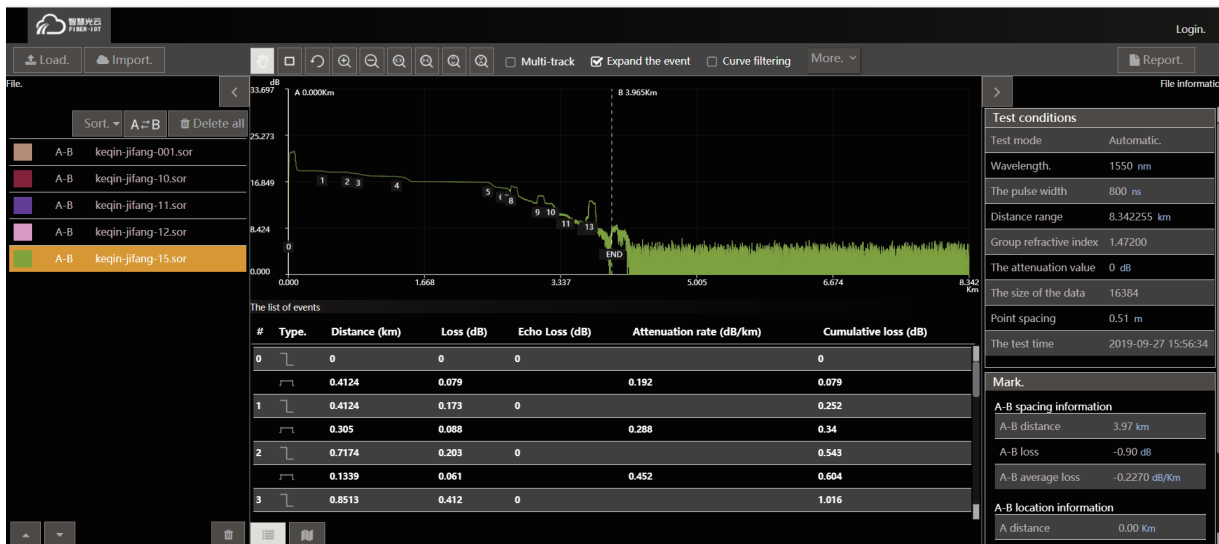 智慧光云
FIBER-IOT
Login.
Load.
Import.
Multi-track
Expand the event
Curve filtering
More.
Report.
File.
File informatic
Sort.
A⇌B
Delete all
A-B keqin-jifang-001.sor
A-B keqin-jifang-10.sor
A-B keqin-jifang-11.sor
A-B keqin-jifang-12.sor
A-B keqin-jifang-15.sor
dB
33.697
A 0.000Km
B 3.965Km
25.273
16.849
8.424
0.000
0
1
2
3
4
5
8
9
10
11
13
END
0.000
1.668
3.337
5.005
6.674
8.342
Km
The list of events
# Type. Distance (km) Loss (dB) Echo Loss (dB) Attenuation rate (dB/km) Cumulative loss (dB)
0 0 0 0 0
0.4124 0.079 0.192 0.079
1 0.4124 0.173 0 0.252
0.305 0.088 0.288 0.34
2 0.7174 0.203 0 0.543
0.1339 0.061 0.452 0.604
3 0.8513 0.412 0 1.016
Test conditions
Test mode Automatic.
Wavelength. 1550 nm
The pulse width 800 ns
Distance range 8.342255 km
Group refractive index 1.47200
The attenuation value 0 dB
The size of the data 16384
Point spacing 0.51 m
The test time 2019-09-27 15:56:34
Mark.
A-B spacing information
A-B distance 3.97 km
A-B loss -0.90 dB
A-B average loss -0.2270 dB/Km
A-B location information
A distance 0.00 Km